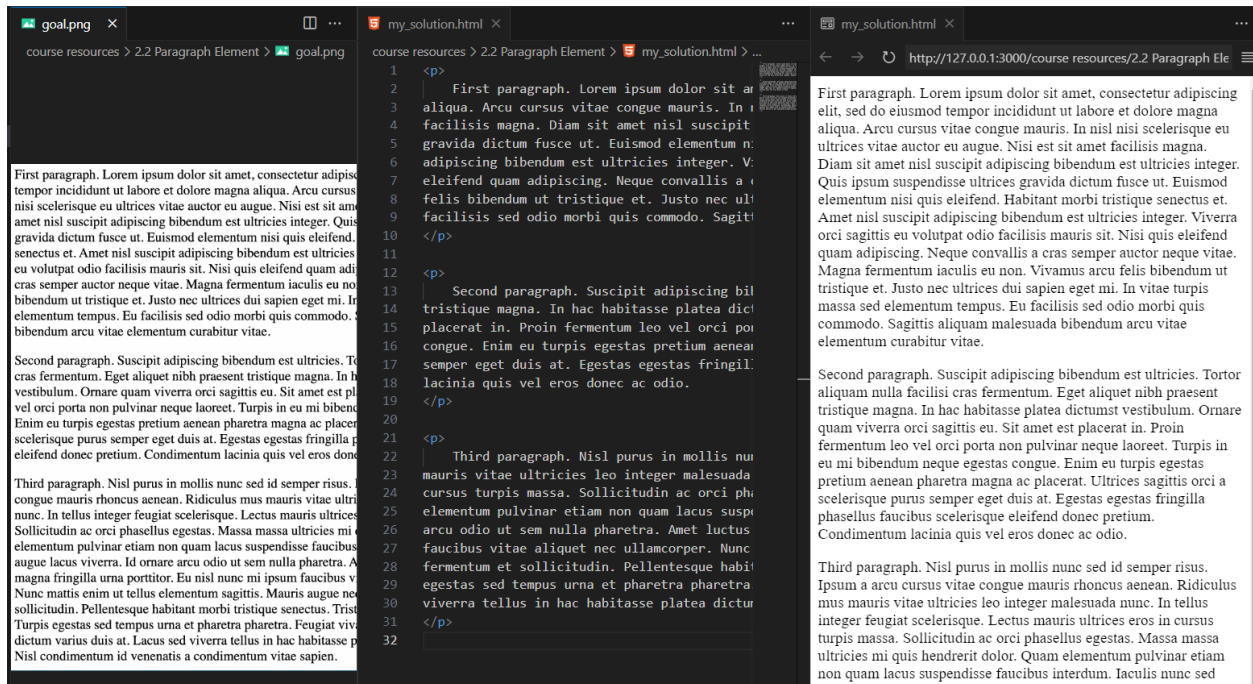 goal.png
course resources > 2.2 Paragraph Element > goal.png
First paragraph. Lorem ipsum dolor sit amet, consectetur
tempor incididunt ut labore et dolore magna aliqua. Arcu cursus
nisi scelerisque eu ultrices vitae auctor eu augue. Nisi est sit
amet nisl suscipit adipiscing bibendum est ultricies integer. Quis
gravida dictum fusce ut. Euismod elementum nisi quis eleifend.
senectus et. Amet nisl suscipit adipiscing bibendum est ultricies
eu volutpat odio facilisis mauris sit. Nisi quis eleifend quam
cras semper auctor neque vitae. Magna fermentum iaculis eu
bibendum ut tristique et. Justo nec ultrices dui sapien eget mi. In
elementum tempus. Eu facilisis sed odio morbi quis commodo.
bibendum arcu vitae elementum curabitur vitae.
Second paragraph. Suscipit adipiscing bibendum est ultricies.
cras fermentum. Eget aliquet nibh praesent tristique magna. In
vestibulum. Ornare quam viverra orci sagittis eu. Sit amet est
vel orci porta non pulvinar neque laoreet. Turpis in eu mi
Enim eu turpis egestas pretium aenean pharetra magna ac
scelerisque purus semper eget duis at. Egestas egestas fringilla
eleifend donec pretium. Condimentum lacinia quis vel eros
Third paragraph. Nisl purus in mollis nunc sed id semper risus.
congue mauris rhoncus aenean. Ridiculus mus mauris vitae
nunc. In tellus integer feugiat scelerisque. Lectus mauris ultrices
Sollicitudin ac orci phasellus egestas. Massa massa ultricies mi
elementum pulvinar etiam non quam lacus suspendisse faucibus
augue lacus viverra. Id ornare arcu odio ut sem nulla pharetra.
magna fringilla urna porttitor. Eu nisl nunc mi ipsum faucibus
Nunc mattis enim ut tellus elementum sagittis. Mauris augue
sollicitudin. Pellentesque habitant morbi tristique senectus.
Turpis egestas sed tempus urna et pharetra pharetra. Feugiat
dictum varius duis at. Lacus sed viverra tellus in hac habitasse
Nisl condimentum id venenatis a condimentum vitae sapien.
my_solution.html
course resources > 2.2 Paragraph Element > my_solution.html > ...
1 <p>
2 First paragraph. Lorem ipsum dolor sit
3 aliqua. Arcu cursus vitae congue mauris. In
4 facilisis magna. Diam sit amet nisl suscipit
5 gravida dictum fusce ut. Euismod elementum
6 adipiscing bibendum est ultricies integer.
7 eleifend quam adipiscing. Neque convallis a
8 felis bibendum ut tristique et. Justo nec
9 facilisis sed odio morbi quis commodo.
10 </p>
11
12 <p>
13 Second paragraph. Suscipit adipiscing
14 tristique magna. In hac habitasse platea
15 placerat in. Proin fermentum leo vel orci
16 congue. Enim eu turpis egestas pretium
17 semper eget duis at. Egestas egestas
18 lacinia quis vel eros donec ac odio.
19 </p>
20
21 <p>
22 Third paragraph. Nisl purus in mollis
23 mauris vitae ultricies leo integer malesuada
24 cursus turpis massa. Sollicitudin ac orci
25 elementum pulvinar etiam non quam lacus
26 arcu odio ut sem nulla pharetra. Amet luctus
27 faucibus vitae aliquet nec ullamcorper. Nunc
28 fermentum et sollicitudin. Pellentesque
29 egestas sed tempus urna et pharetra pharetra
30 viverra tellus in hac habitasse platea
31 </p>
32
my_solution.html
http://127.0.0.1:3000/course resources/2.2 Paragraph Ele
First paragraph. Lorem ipsum dolor sit amet, consectetur adipiscing
elit, sed do eiusmod tempor incididunt ut labore et dolore magna
aliqua. Arcu cursus vitae congue mauris. In nisl nisi scelerisque eu
ultrices vitae auctor eu augue. Nisi est sit amet facilisis magna.
Diam sit amet nisl suscipit adipiscing bibendum est ultricies integer.
Quis ipsum suspendisse ultrices gravida dictum fusce ut. Euismod
elementum nisi quis eleifend. Habitant morbi tristique senectus et.
Amet nisl suscipit adipiscing bibendum est ultricies integer. Viverra
orci sagittis eu volutpat odio facilisis mauris sit. Nisi quis eleifend
quam adipiscing. Neque convallis a cras semper auctor neque vitae.
Magna fermentum iaculis eu non. Vivamus arcu felis bibendum ut
tristique et. Justo nec ultrices dui sapien eget mi. In vitae turpis
massa sed elementum tempus. Eu facilisis sed odio morbi quis
commodo. Sagittis aliquam malesuada bibendum arcu vitae
elementum curabitur vitae.
Second paragraph. Suscipit adipiscing bibendum est ultricies. Tortor
aliquam nulla facilisi cras fermentum. Eget aliquet nibh praesent
tristique magna. In hac habitasse platea dictumst vestibulum. Ornare
quam viverra orci sagittis eu. Sit amet est placerat in. Proin
fermentum leo vel orci porta non pulvinar neque laoreet. Turpis in
eu mi bibendum neque egestas congue. Enim eu turpis egestas
pretium aenean pharetra magna ac placerat. Ultrices sagittis orci a
scelerisque purus semper eget duis at. Egestas egestas fringilla
phasellus faucibus scelerisque eleifend donec pretium.
Condimentum lacinia quis vel eros donec ac odio.
Third paragraph. Nisl purus in mollis nunc sed id semper risus.
Ipsum a arcu cursus vitae congue mauris rhoncus aenean. Ridiculus
mus mauris vitae ultricies leo integer malesuada nunc. In tellus
integer feugiat scelerisque. Lectus mauris ultrices eros in cursus
turpis massa. Sollicitudin ac orci phasellus egestas. Massa massa
ultricies mi quis hendrerit dolor. Quam elementum pulvinar etiam
non quam lacus suspendisse faucibus interdum. Iaculis nunc sed